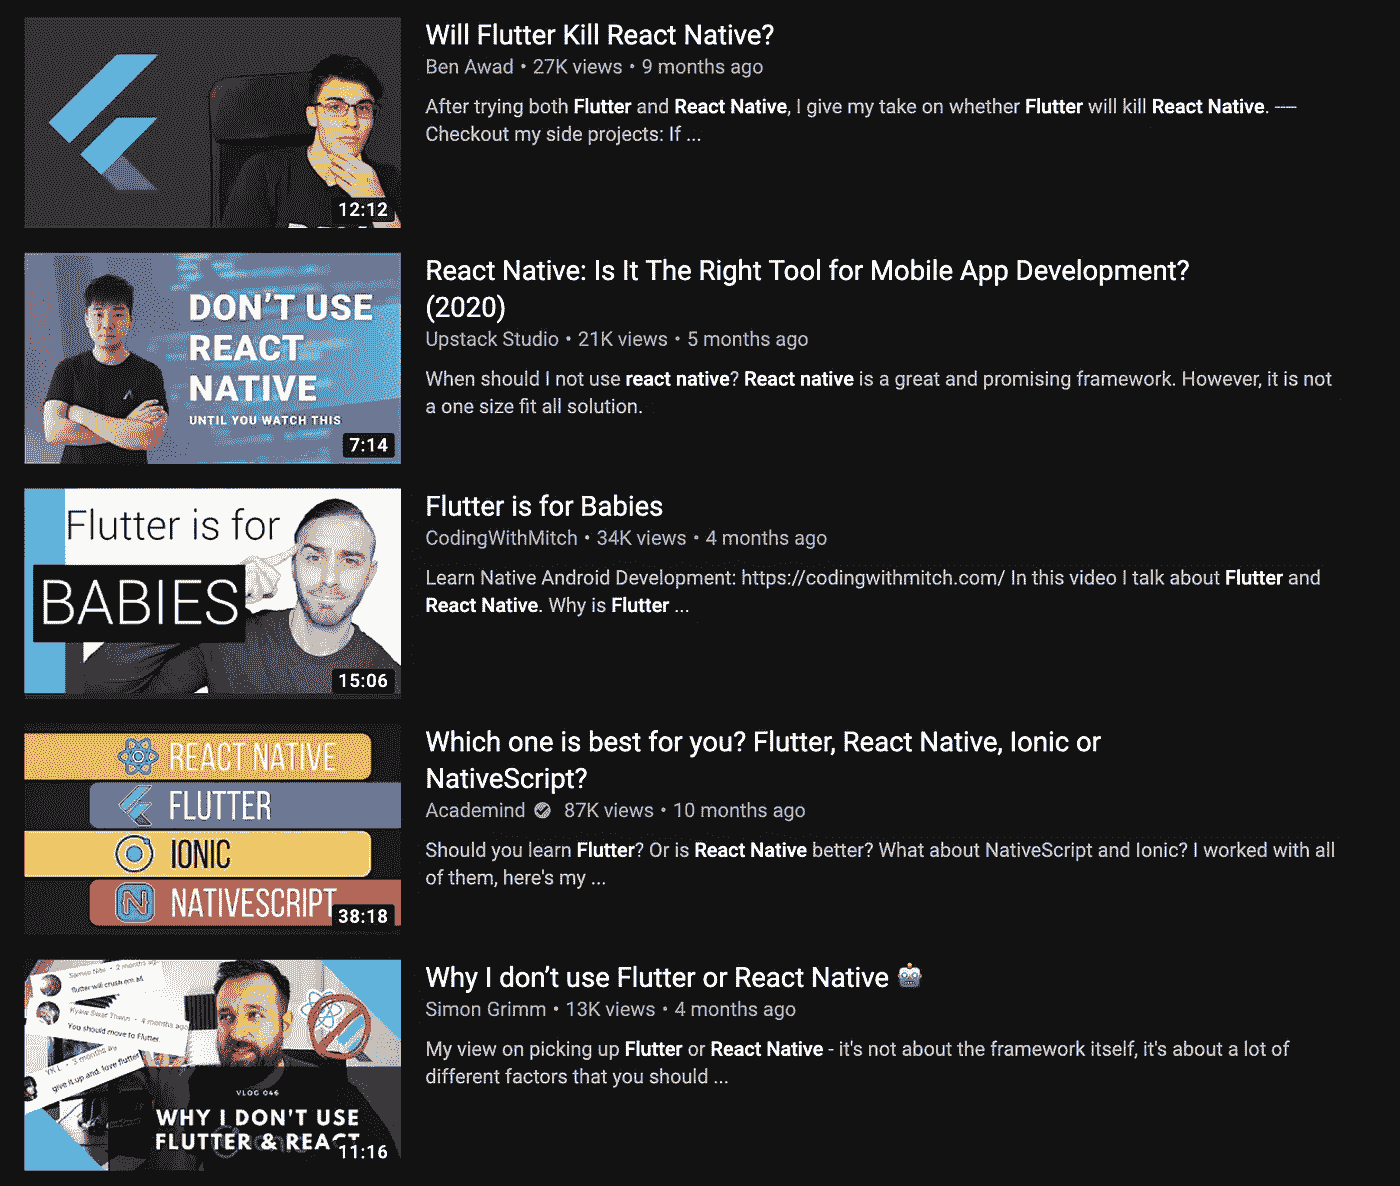 Will Flutter Kill React Native?
Ben Awad • 27K views • 9 months ago
After trying both Flutter and React Native, I give my take on whether Flutter will kill React Native. ----
Checkout my side projects: If ...
12:12
DON'T USE
REACT
NATIVE
UNTIL YOU WATCH THIS
7:14
React Native: Is It The Right Tool for Mobile App Development?
(2020)
Upstack Studio • 21K views • 5 months ago
When should I not use react native? React native is a great and promising framework. However, it is not
a one size fit all solution.
Flutter is for
BABIES
15:06
Flutter is for Babies
CodingWithMitch • 34K views • 4 months ago
Learn Native Android Development: https://codingwithmitch.com/ In this video I talk about Flutter and
React Native. Why is Flutter ...
REACT NATIVE
FLUTTER
IONIC
NATIVESCRIPT
38:18
Which one is best for you? Flutter, React Native, Ionic or
NativeScript?
Academind 87K views • 10 months ago
Should you learn Flutter? Or is React Native better? What about NativeScript and Ionic? I worked with all
of them, here's my ...
flutter will crush em all.
4 months ago
You should move to Flutter.
YK L • 3 months
give it up and. love flutter
VLOG 046
WHY I DON'T USE
FLUTTER & REACT
11:16
Why I don't use Flutter or React Native 🤖
Simon Grimm • 13K views • 4 months ago
My view on picking up Flutter or React Native - it's not about the framework itself, it's about a lot of
different factors that you should ...